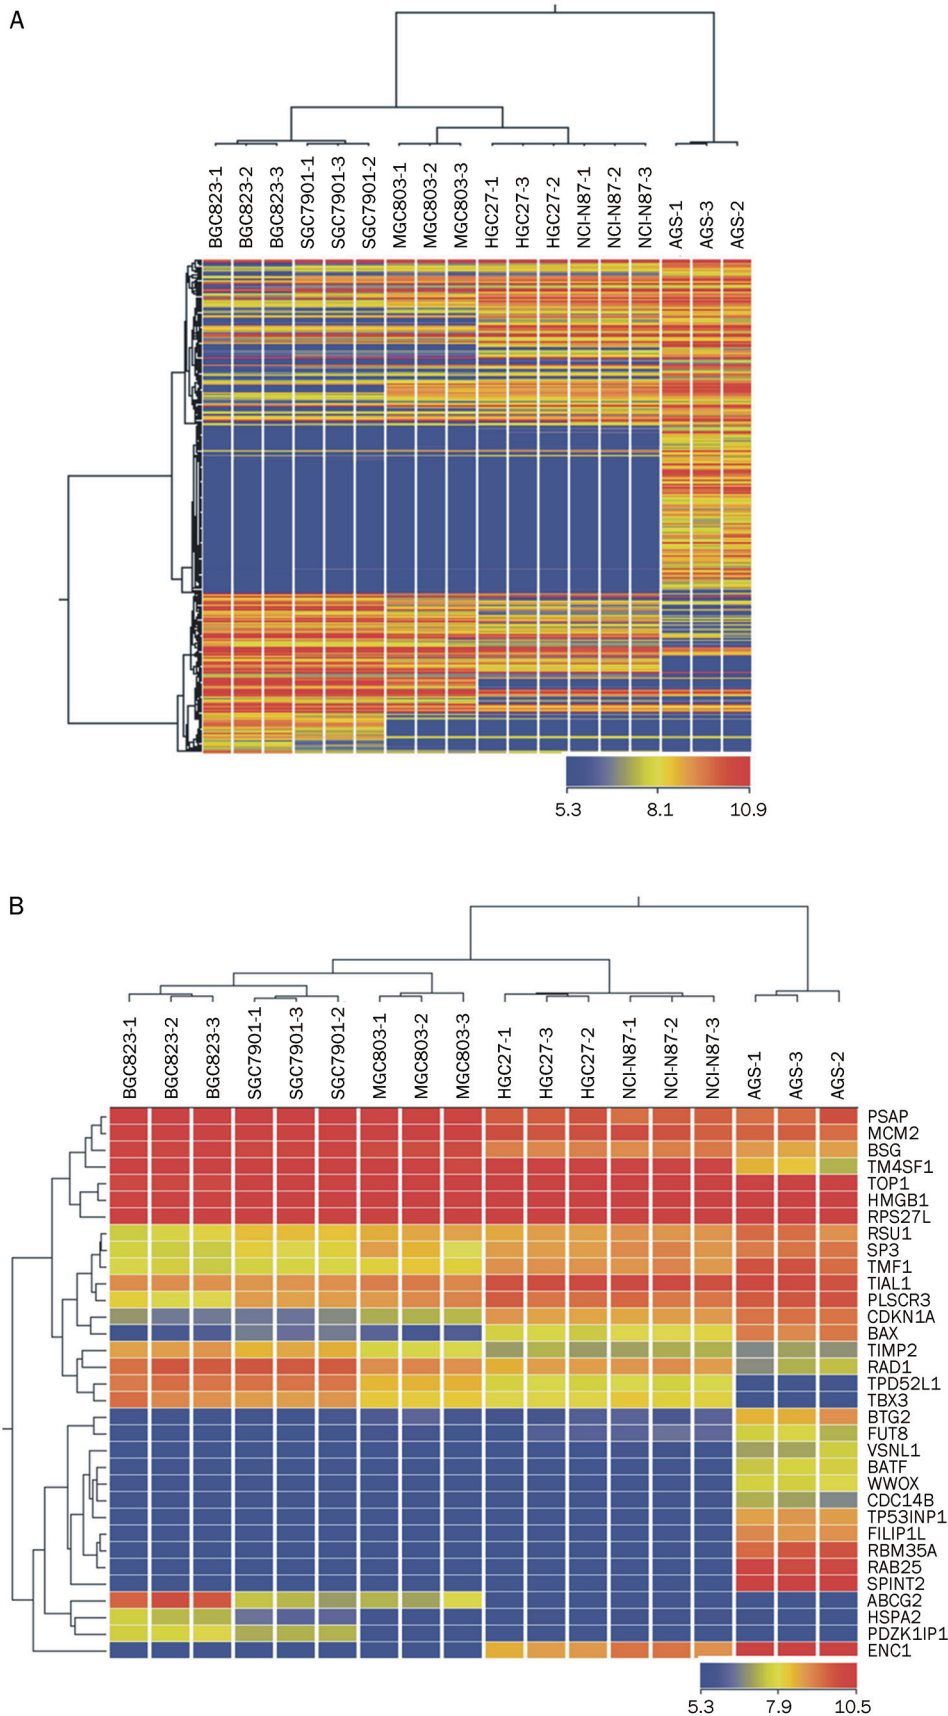 A
BGC823-1
BGC823-2
BGC823-3
SGC7901-1
SGC7901-3
SGC7901-2
MGC803-1
MGC803-2
MGC803-3
HGC27-1
HGC27-3
HGC27-2
NCI-N87-1
NCI-N87-2
NCI-N87-3
AGS-1
AGS-3
AGS-2
5.3 8.1 10.9
B
BGC823-1
BGC823-2
BGC823-3
SGC7901-1
SGC7901-3
SGC7901-2
MGC803-1
MGC803-2
MGC803-3
HGC27-1
HGC27-3
HGC27-2
NCI-N87-1
NCI-N87-2
NCI-N87-3
AGS-1
AGS-3
AGS-2
PSAP
MCM2
BSG
TM4SF1
TOP1
HMGB1
RPS27L
RSU1
SP3
TMF1
TIAL1
PLSCR3
CDKN1A
BAX
TIMP2
RAD1
TPD52L1
TBX3
BTG2
FUT8
VSNL1
BATF
WWOX
CDC14B
TP53INP1
FILIP1L
RBM35A
RAB25
SPINT2
ABCG2
HSPA2
PDZK1IP1
ENC1
5.3 7.9 10.5